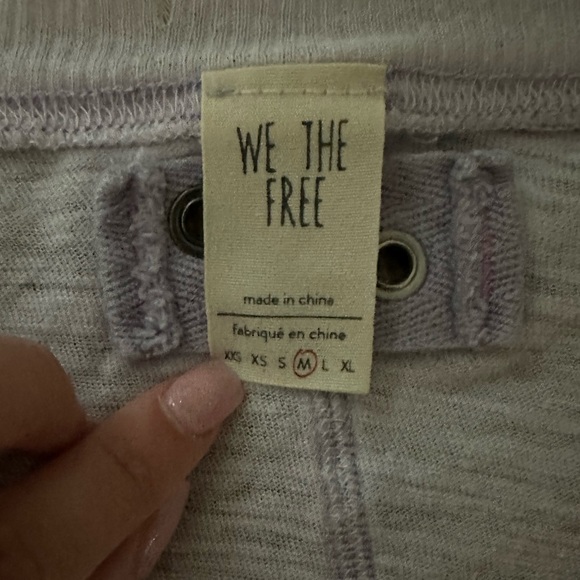 WE THE
FREE
made in china
fabriqué en chine
XXS XS S M L XL